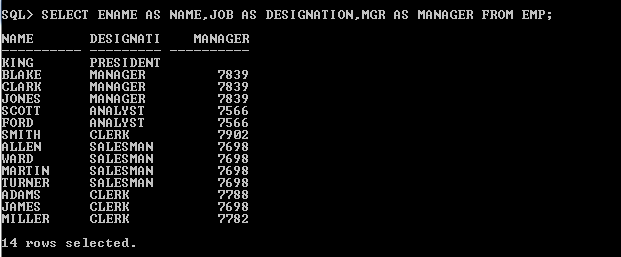 SQL> SELECT ENAME AS NAME,JOB AS DESIGNATION,MGR AS MANAGER FROM EMP;
NAME       DESIGNATI    MANAGER
---------- --------- ----------
KING       PRESIDENT
BLAKE      MANAGER         7839
CLARK      MANAGER         7839
JONES      MANAGER         7839
SCOTT      ANALYST         7566
FORD       ANALYST         7566
SMITH      CLERK           7902
ALLEN      SALESMAN        7698
WARD       SALESMAN        7698
MARTIN     SALESMAN        7698
TURNER     SALESMAN        7698
ADAMS      CLERK           7788
JAMES      CLERK           7698
MILLER     CLERK           7782
14 rows selected.